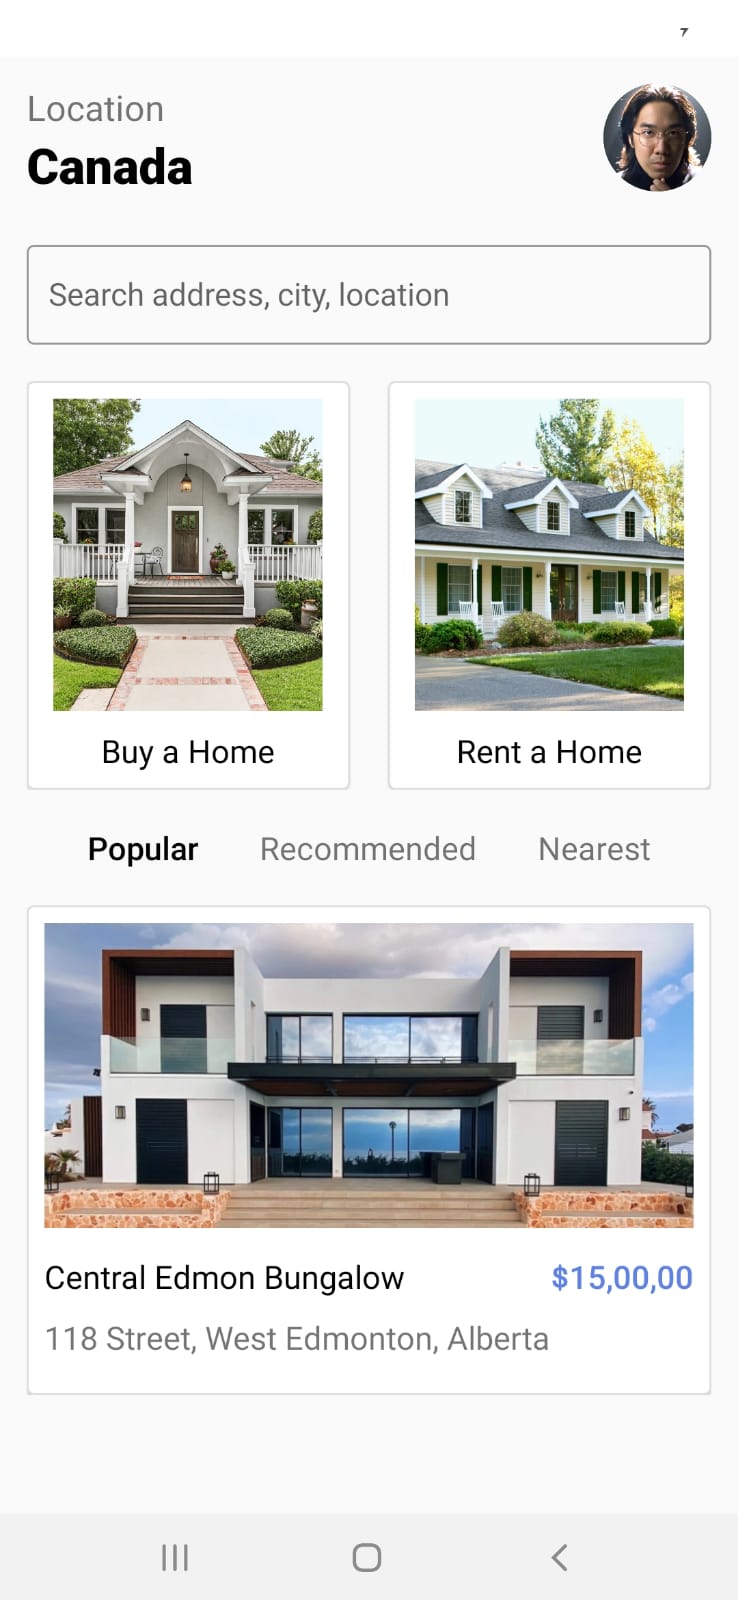 Location
Canada
Search address, city, location
Buy a Home
Rent a Home
Popular
Recommended
Nearest
Central Edmon Bungalow
$15,00,00
118 Street, West Edmonton, Alberta